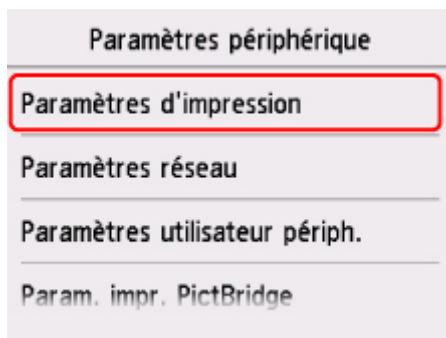 Paramètres périphérique
Paramètres d'impression
Paramètres réseau
Paramètres utilisateur périph.
Param. impr. PictBridge